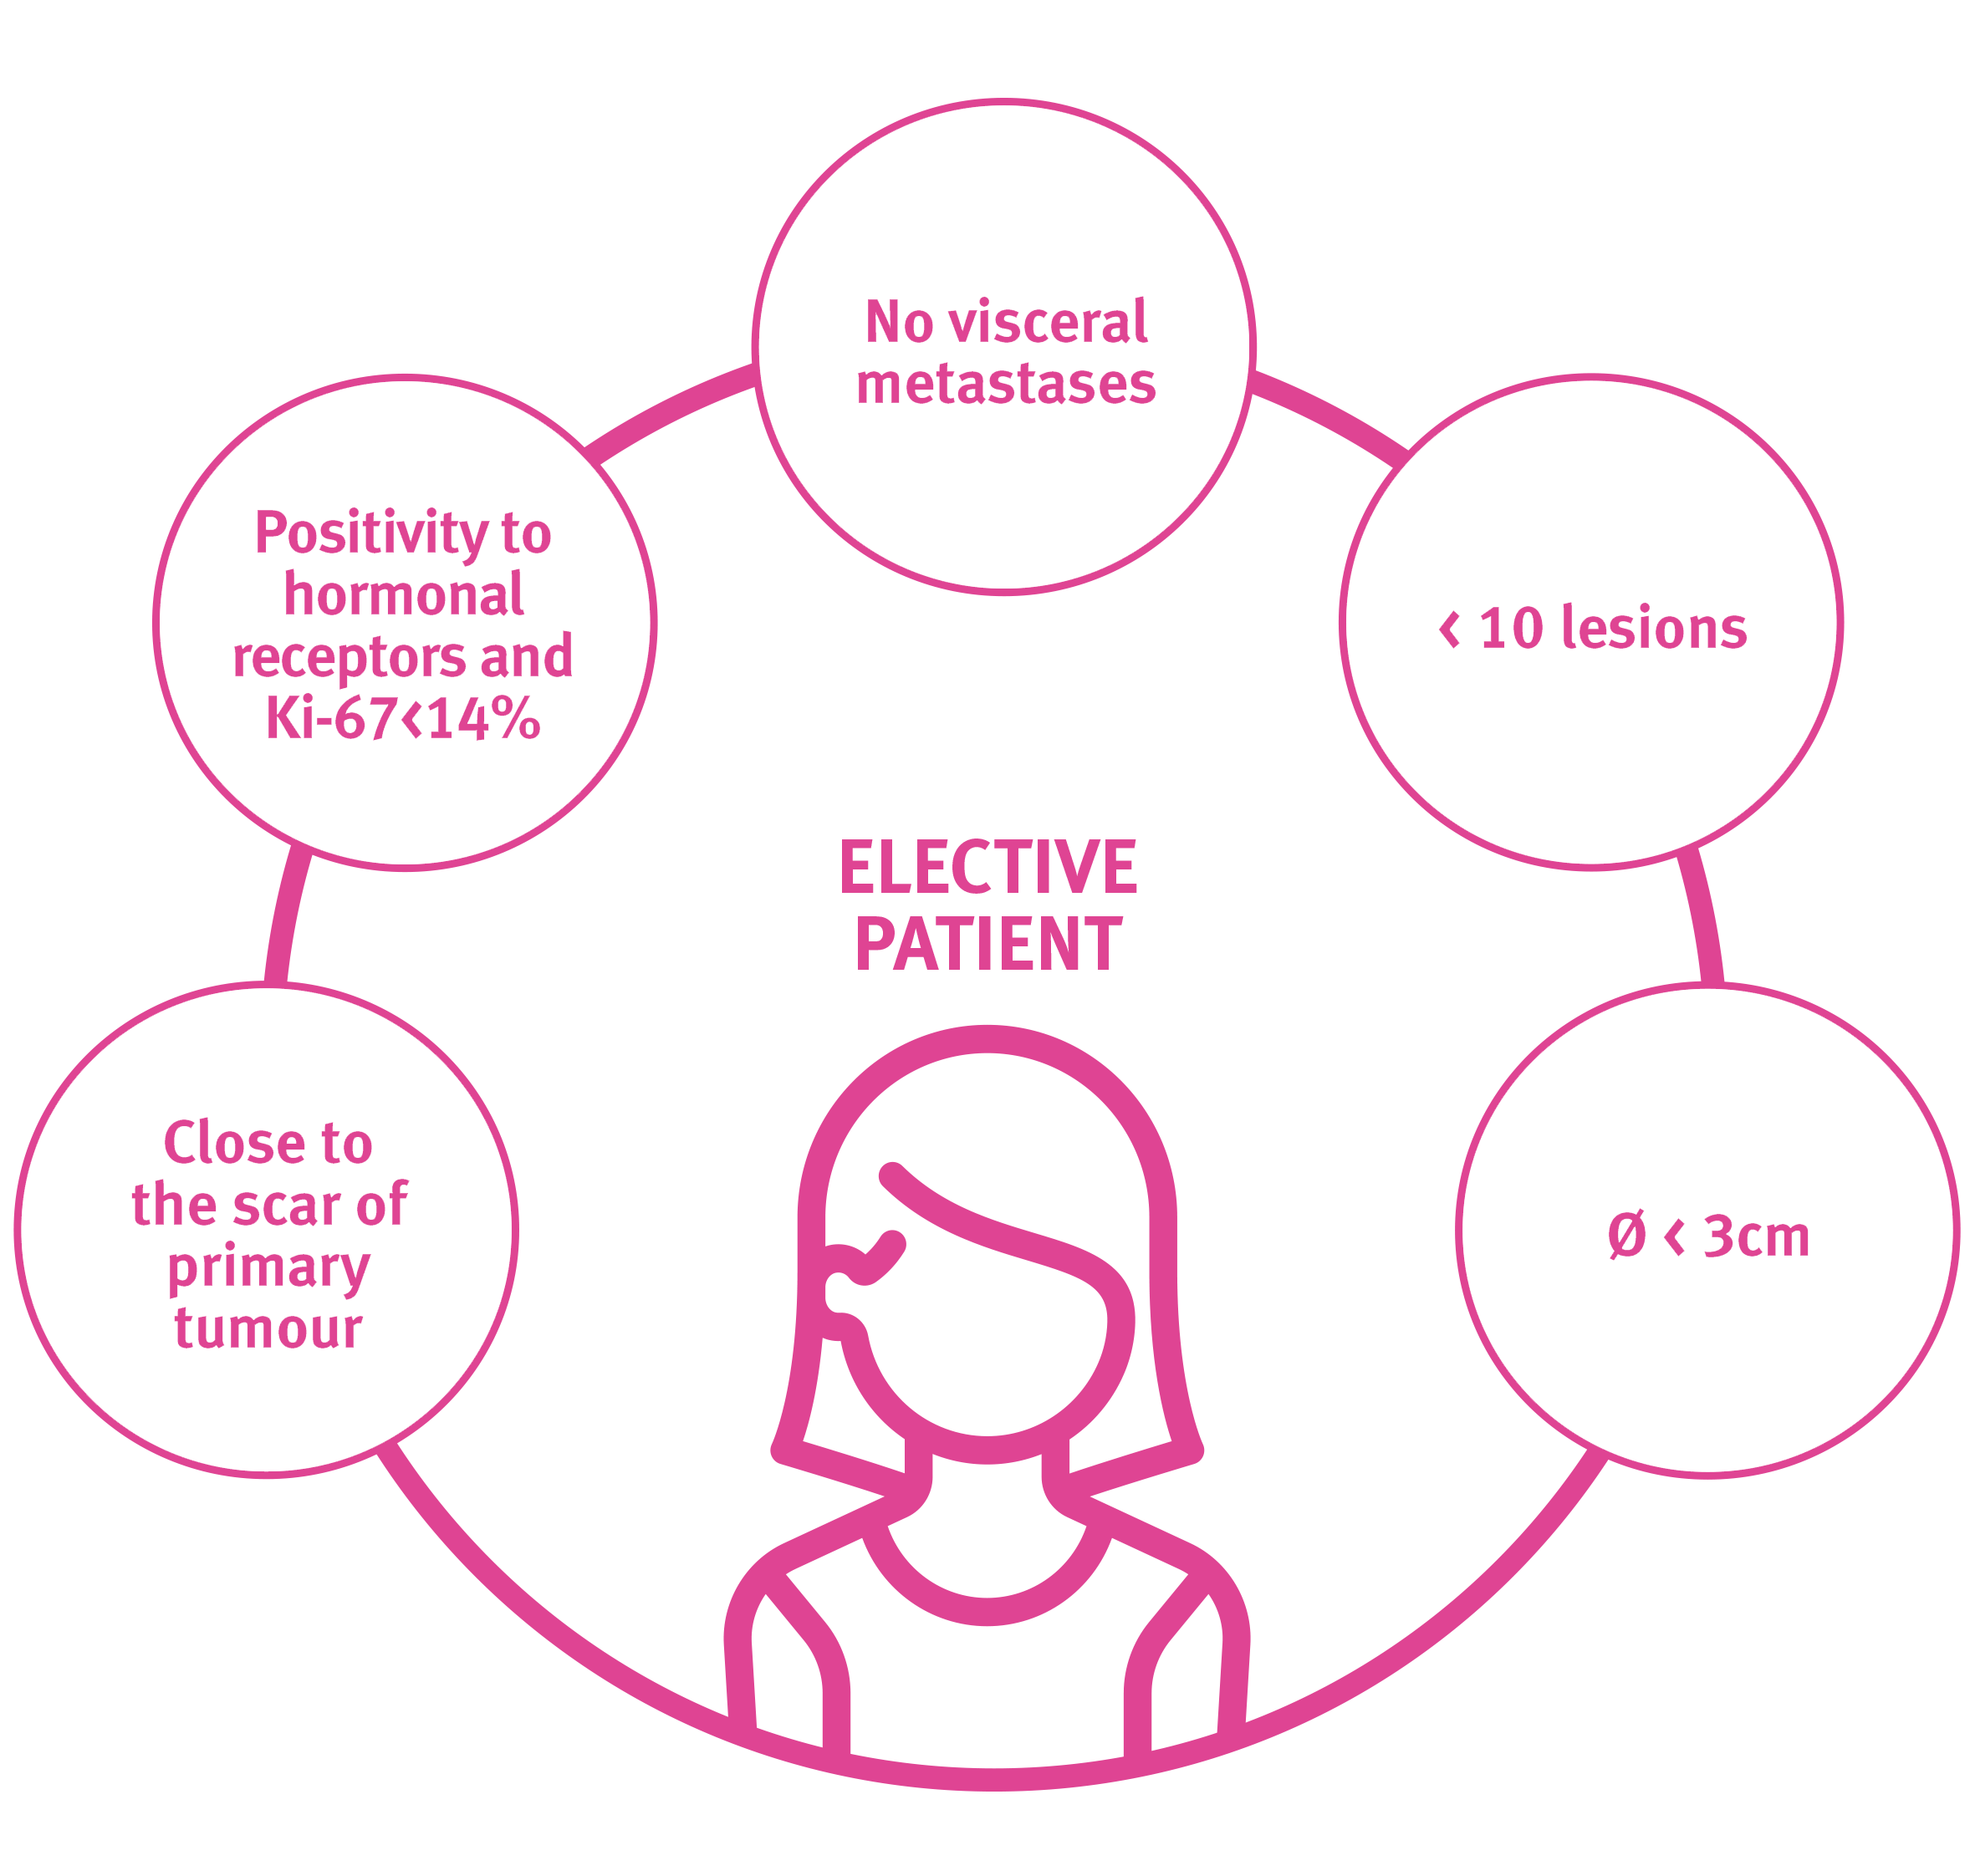 No visceral
metastases
Positivity to
hormonal
receptors and
Ki-67<14%
< 10 lesions
ELECTIVE
PATIENT
Close to
the scar of
primary
tumour
Ø < 3cm